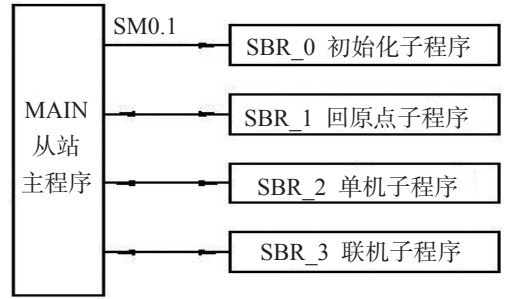 SM0.1
MAIN
从站
主程序
SBR_0 初始化子程序
SBR_1 回原点子程序
SBR_2 单机子程序
SBR_3 联机子程序